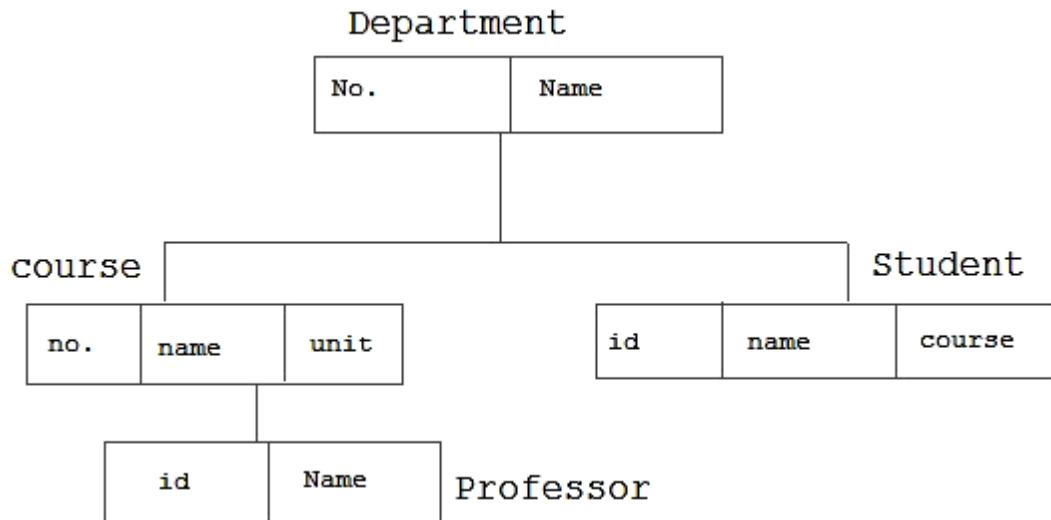 Department
No. Name
course
Student
no. name unit
id name course
id Name
Professor